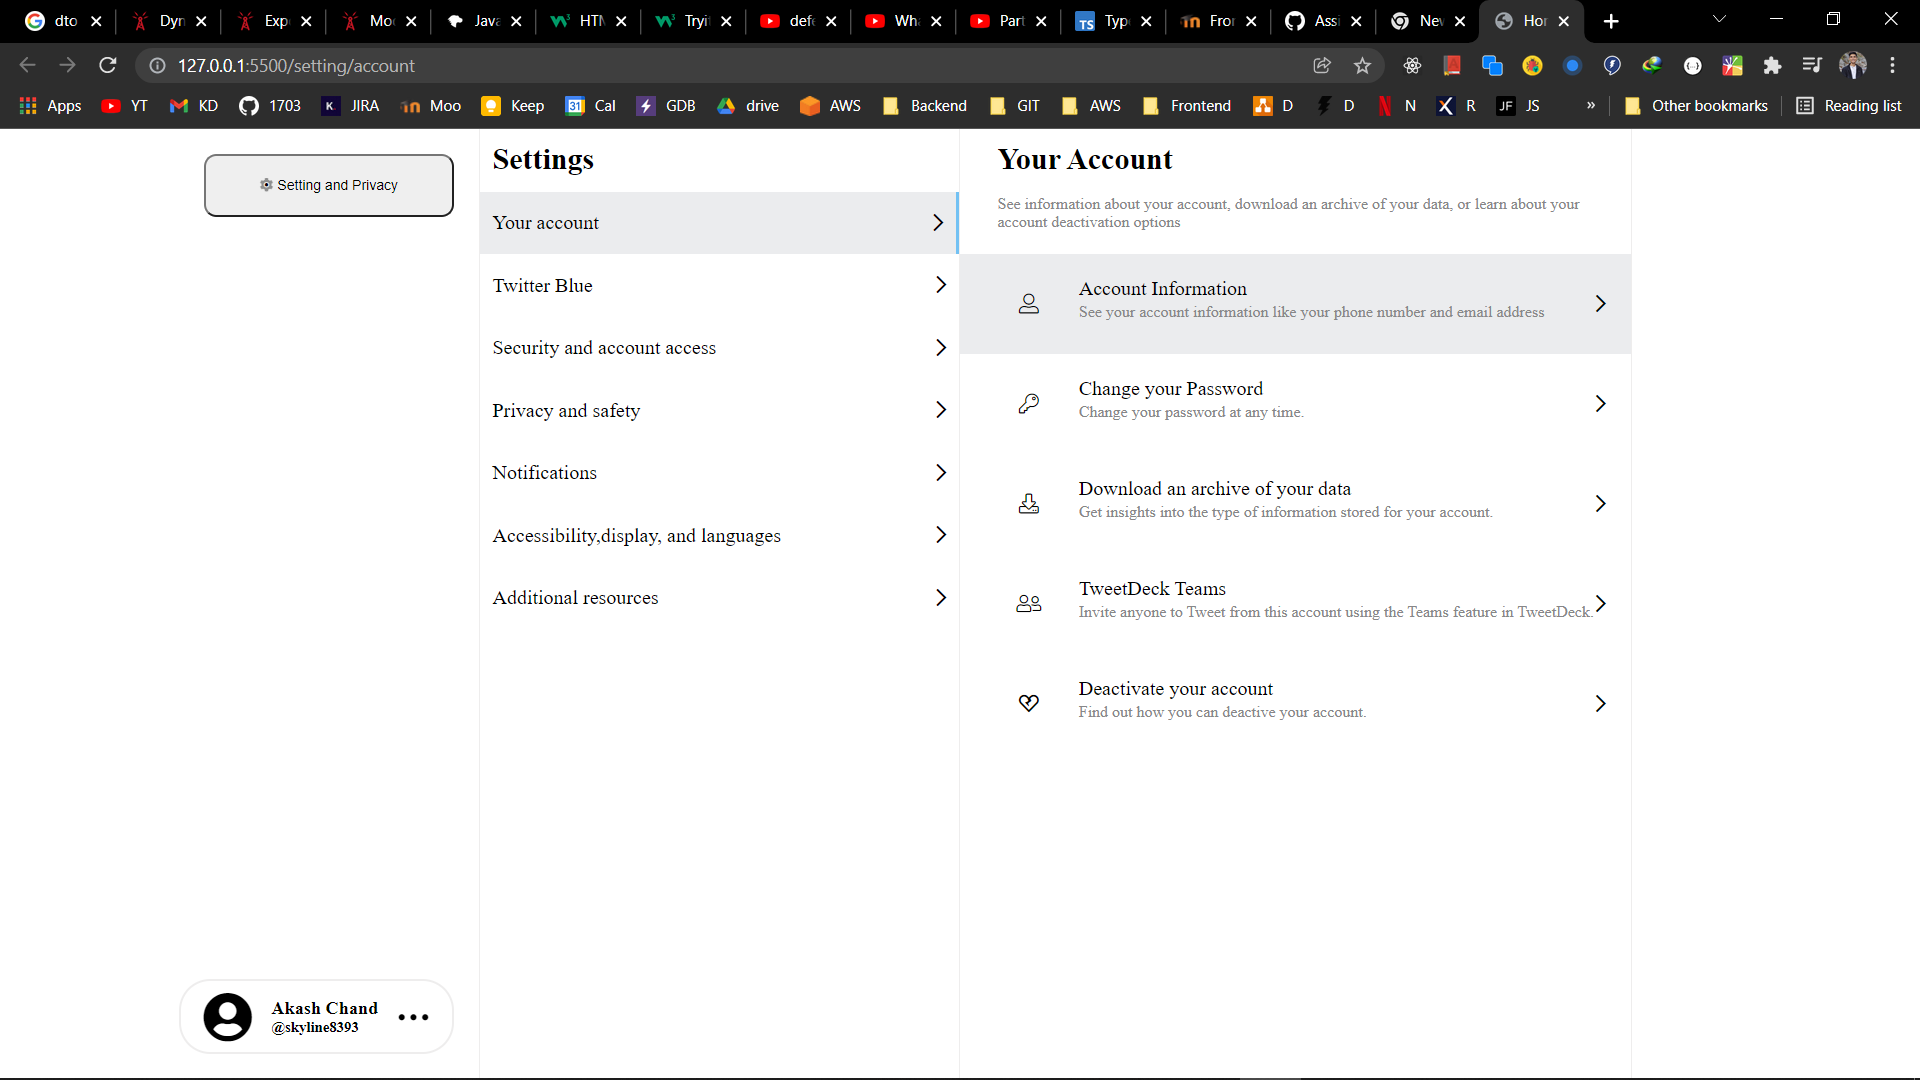 dto
Dyn
Exp
Mo
Java
HTM
Tryi
defe
Wh
Part
TS Typ
Fror
Assi
Nev
Hor
127.0.0.1:5500/setting/account
Apps YT KD 1703 K JIRA Moo Keep 31 Cal GDB drive AWS Backend GIT AWS Frontend D D N R JF JS » Other bookmarks Reading list
Setting and Privacy
Settings
Your account
Twitter Blue
Security and account access
Privacy and safety
Notifications
Accessibility,display, and languages
Additional resources
Your Account
See information about your account, download an archive of your data, or learn about your
account deactivation options
Account Information
See your account information like your phone number and email address
Change your Password
Change your password at any time.
Download an archive of your data
Get insights into the type of information stored for your account.
TweetDeck Teams
Invite anyone to Tweet from this account using the Teams feature in TweetDeck.
Deactivate your account
Find out how you can deactive your account.
Akash Chand
@skyline8393